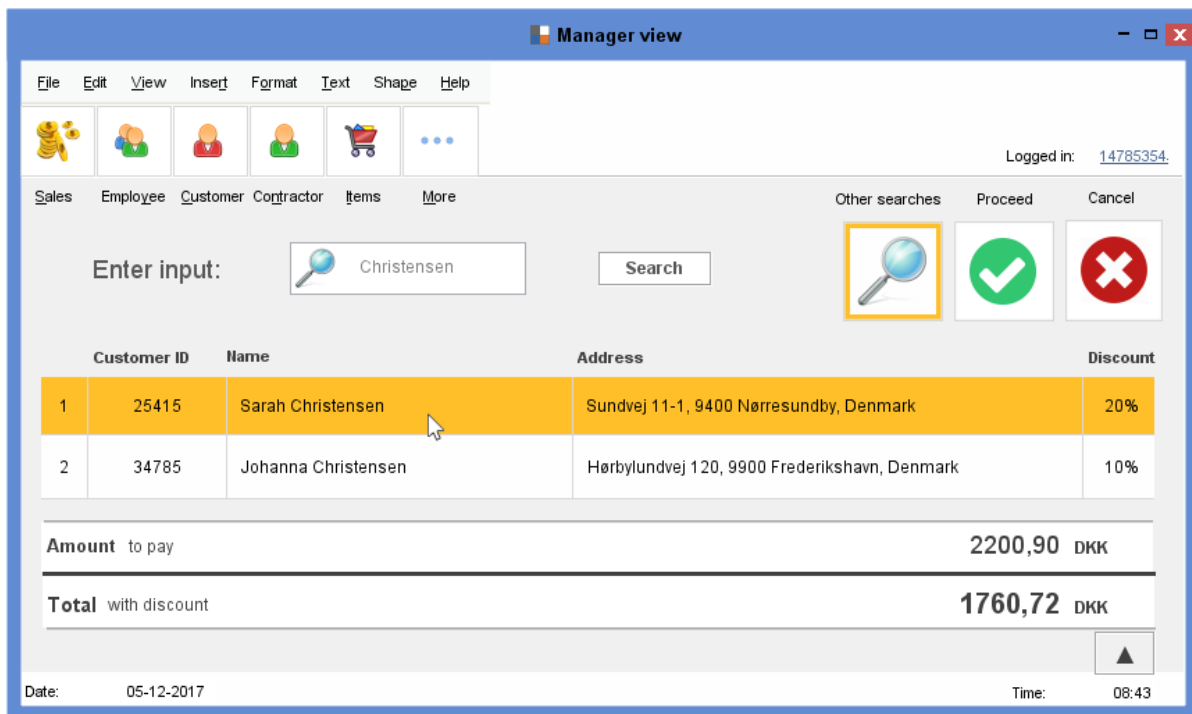 Manager view
File Edit View Insert Format Text Shape Help
Logged in: 14785354.
Sales Employee Customer Contractor Items More
Other searches Proceed Cancel
Enter input: Christensen Search
Customer ID Name Address Discount
1 25415 Sarah Christensen Sundvej 11-1, 9400 Nørresundby, Denmark 20%
2 34785 Johanna Christensen Hørbylundvej 120, 9900 Frederikshavn, Denmark 10%
Amount to pay 2200,90 DKK
Total with discount 1760,72 DKK
Date: 05-12-2017 Time: 08:43